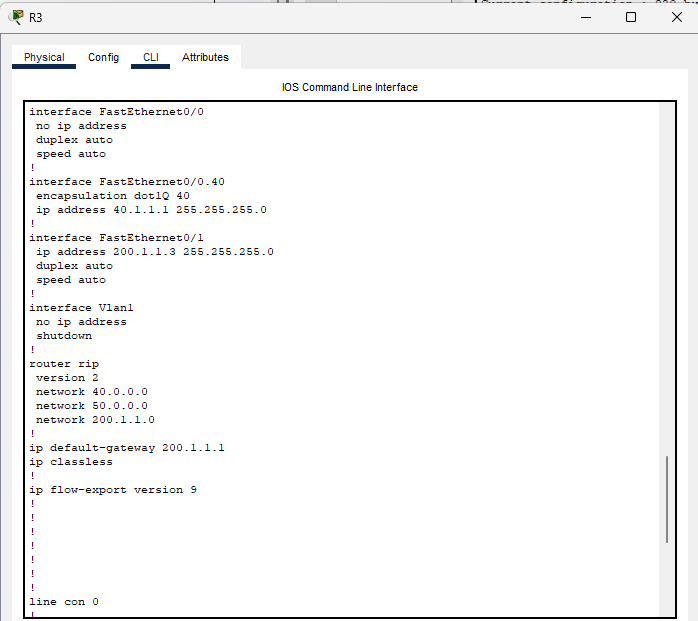 R3
Physical Config CLI Attributes
IOS Command Line Interface
interface FastEthernet0/0
no ip address
duplex auto
speed auto
!
interface FastEthernet0/0.40
encapsulation dot1Q 40
ip address 40.1.1.1 255.255.255.0
!
interface FastEthernet0/1
ip address 200.1.1.3 255.255.255.0
duplex auto
speed auto
!
interface Vlan1
no ip address
shutdown
!
router rip
version 2
network 40.0.0.0
network 50.0.0.0
network 200.1.1.0
!
ip default-gateway 200.1.1.1
ip classless
!
ip flow-export version 9
!
!
!
!
!
!
!
line con 0
!